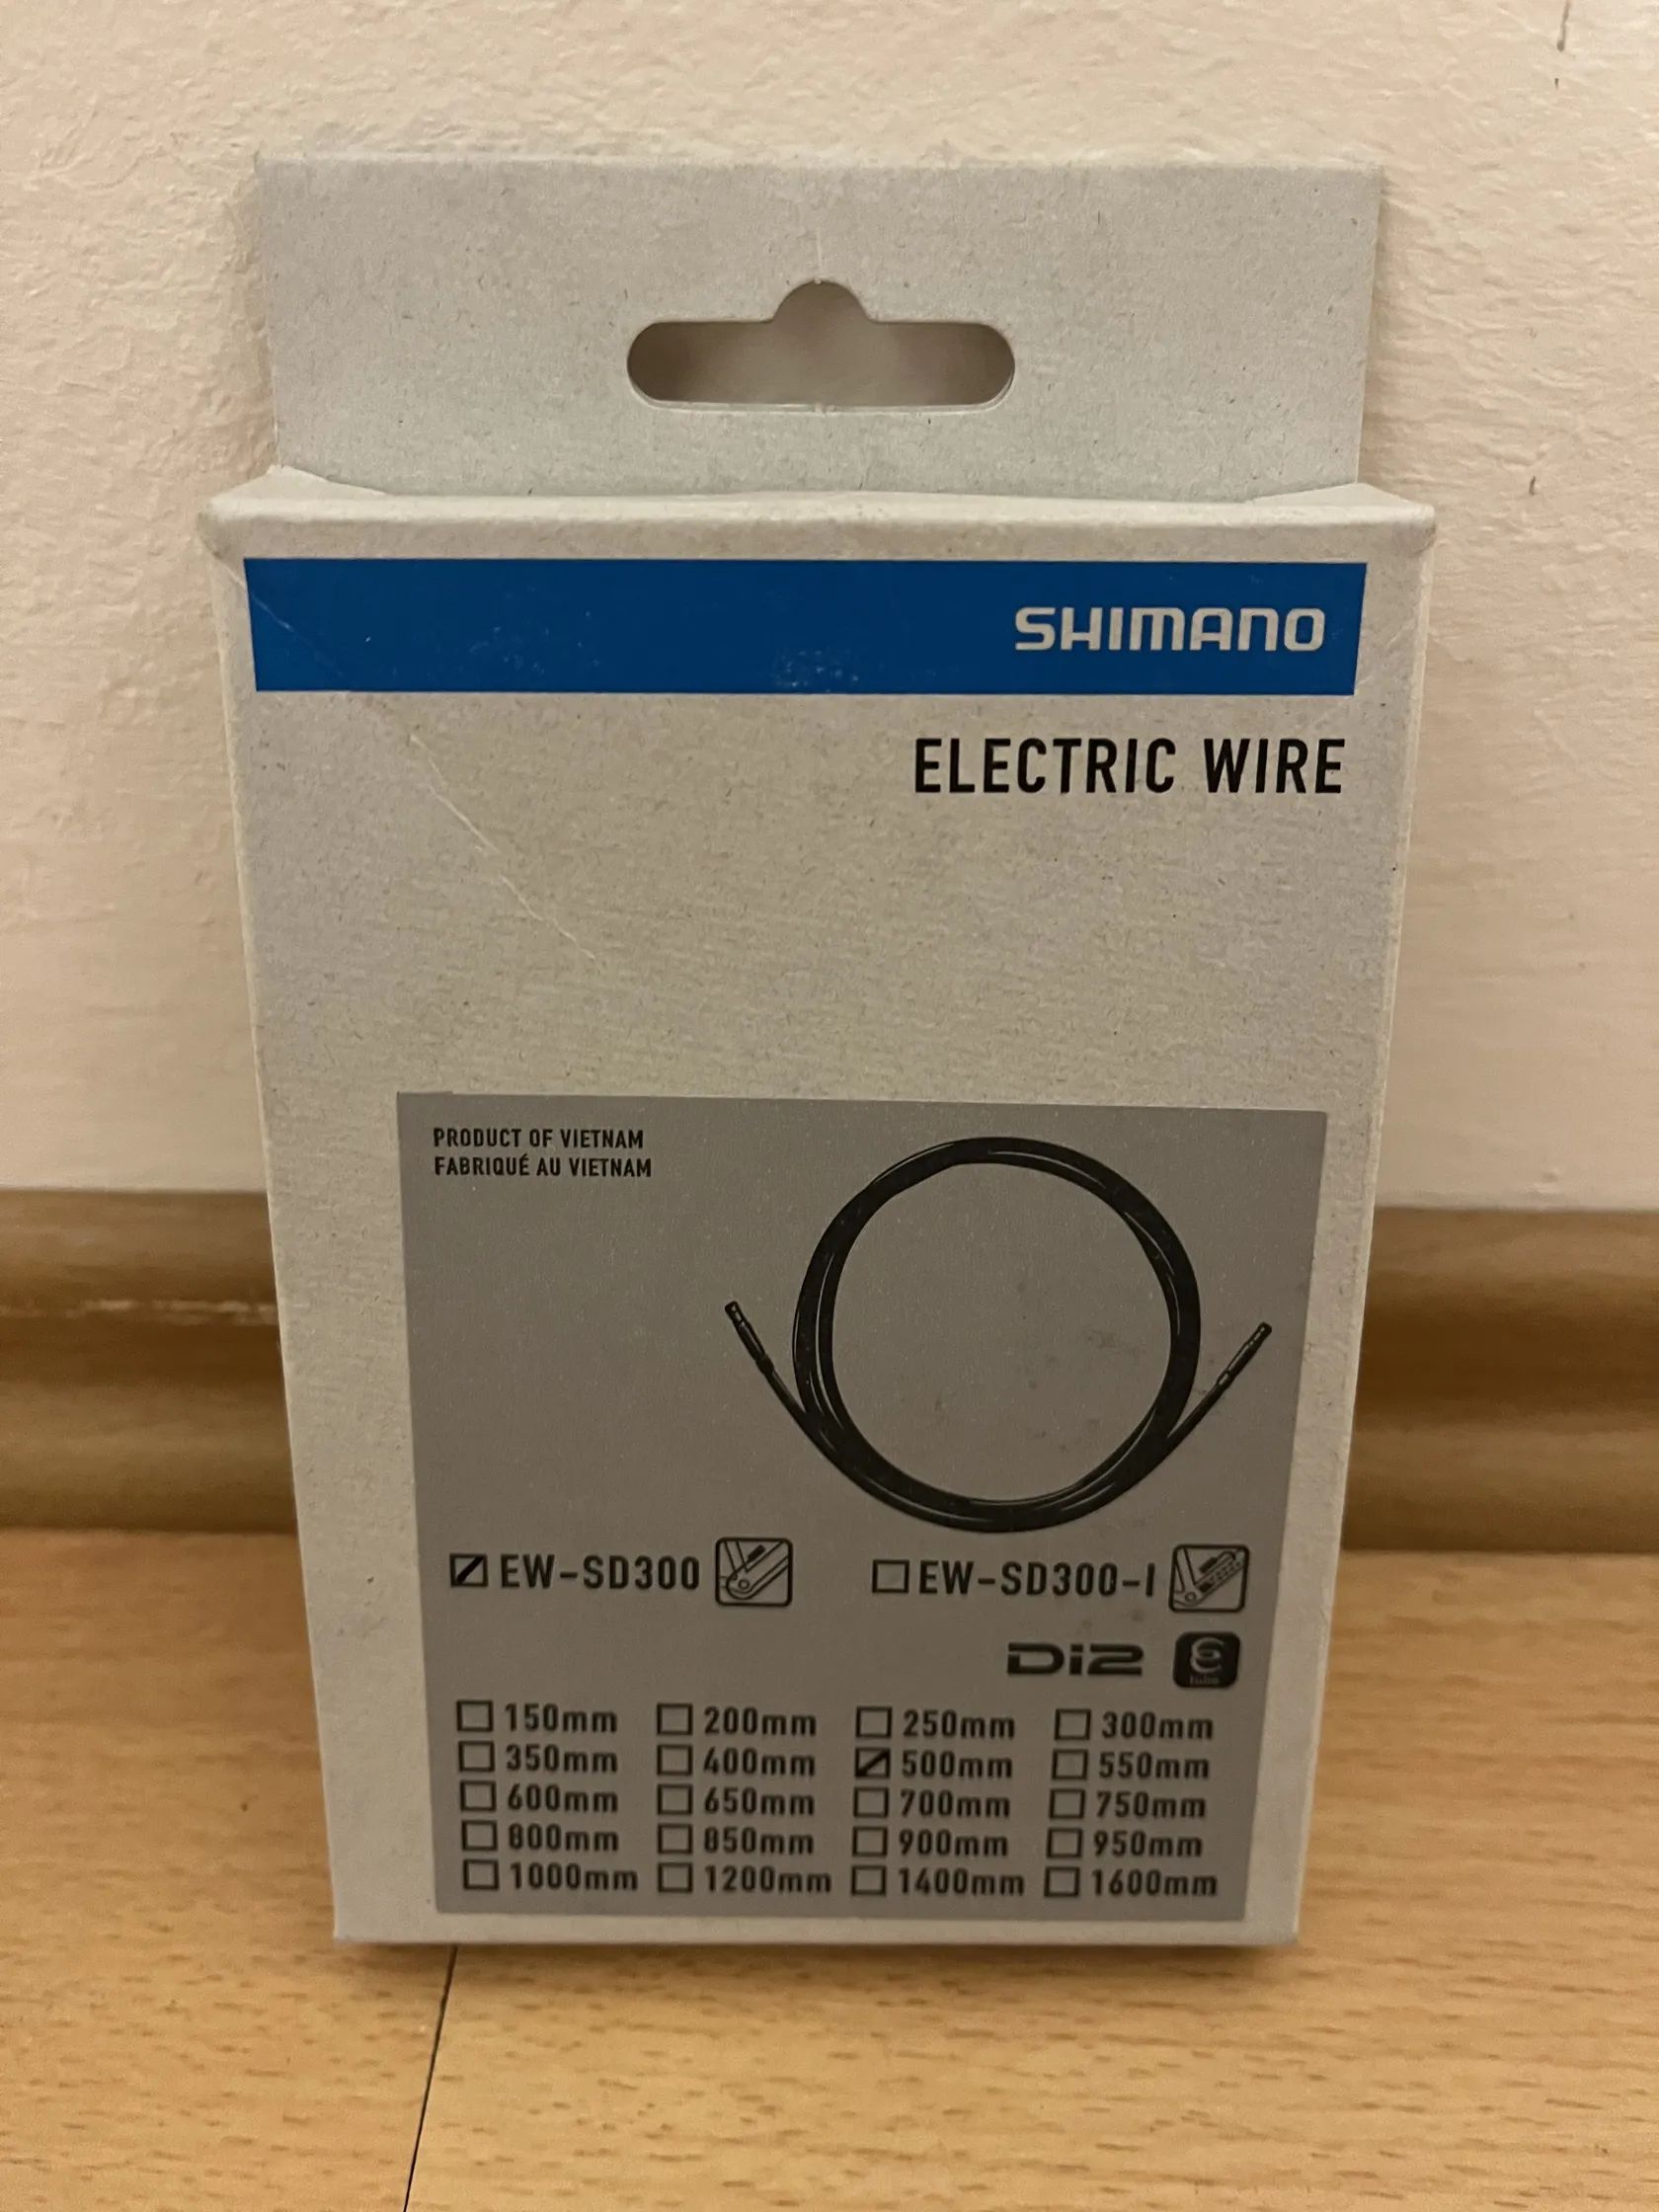 SHIMANO
ELECTRIC WIRE
PRODUCT OF VIETNAM
FABRIQUÉ AU VIETNAM
EW-SD300 EW-SD300-I
Di2
150mm 200mm 250mm 300mm
350mm 400mm 500mm 550mm
600mm 650mm 700mm 750mm
800mm 850mm 900mm 950mm
1000mm 1200mm 1400mm 1600mm